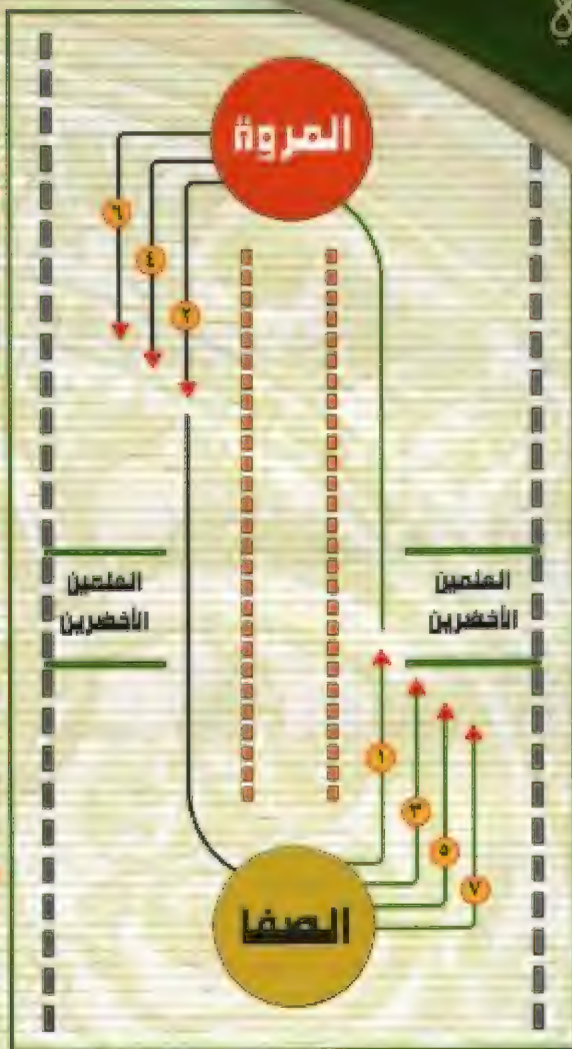 المروة
٦
٤
٢
العلمين
الأخضرين
العلمين
الأخضرين
١
٣
٥
٧
الصفا